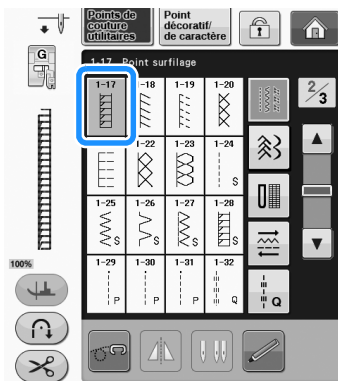 Points de couture utilitaires
Point décoratif/ de caractère
G
1-17 Point surfilage
1-17
1-18
1-19
1-20
2/3
1-22
1-23
1-24
S
1-25
1-26
1-27
1-28
S
S
S
S
100%
1-29
1-30
1-31
1-32
P
P
P
Q
Q